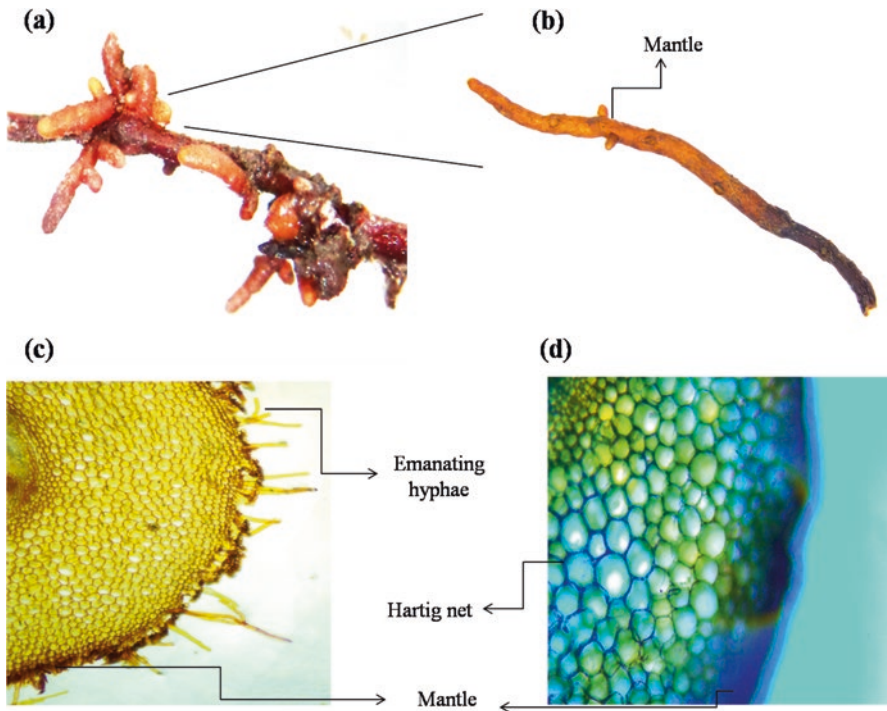 (a)
(b)
Mantle
(c)
(d)
Emanating
hyphae
Hartig net
Mantle